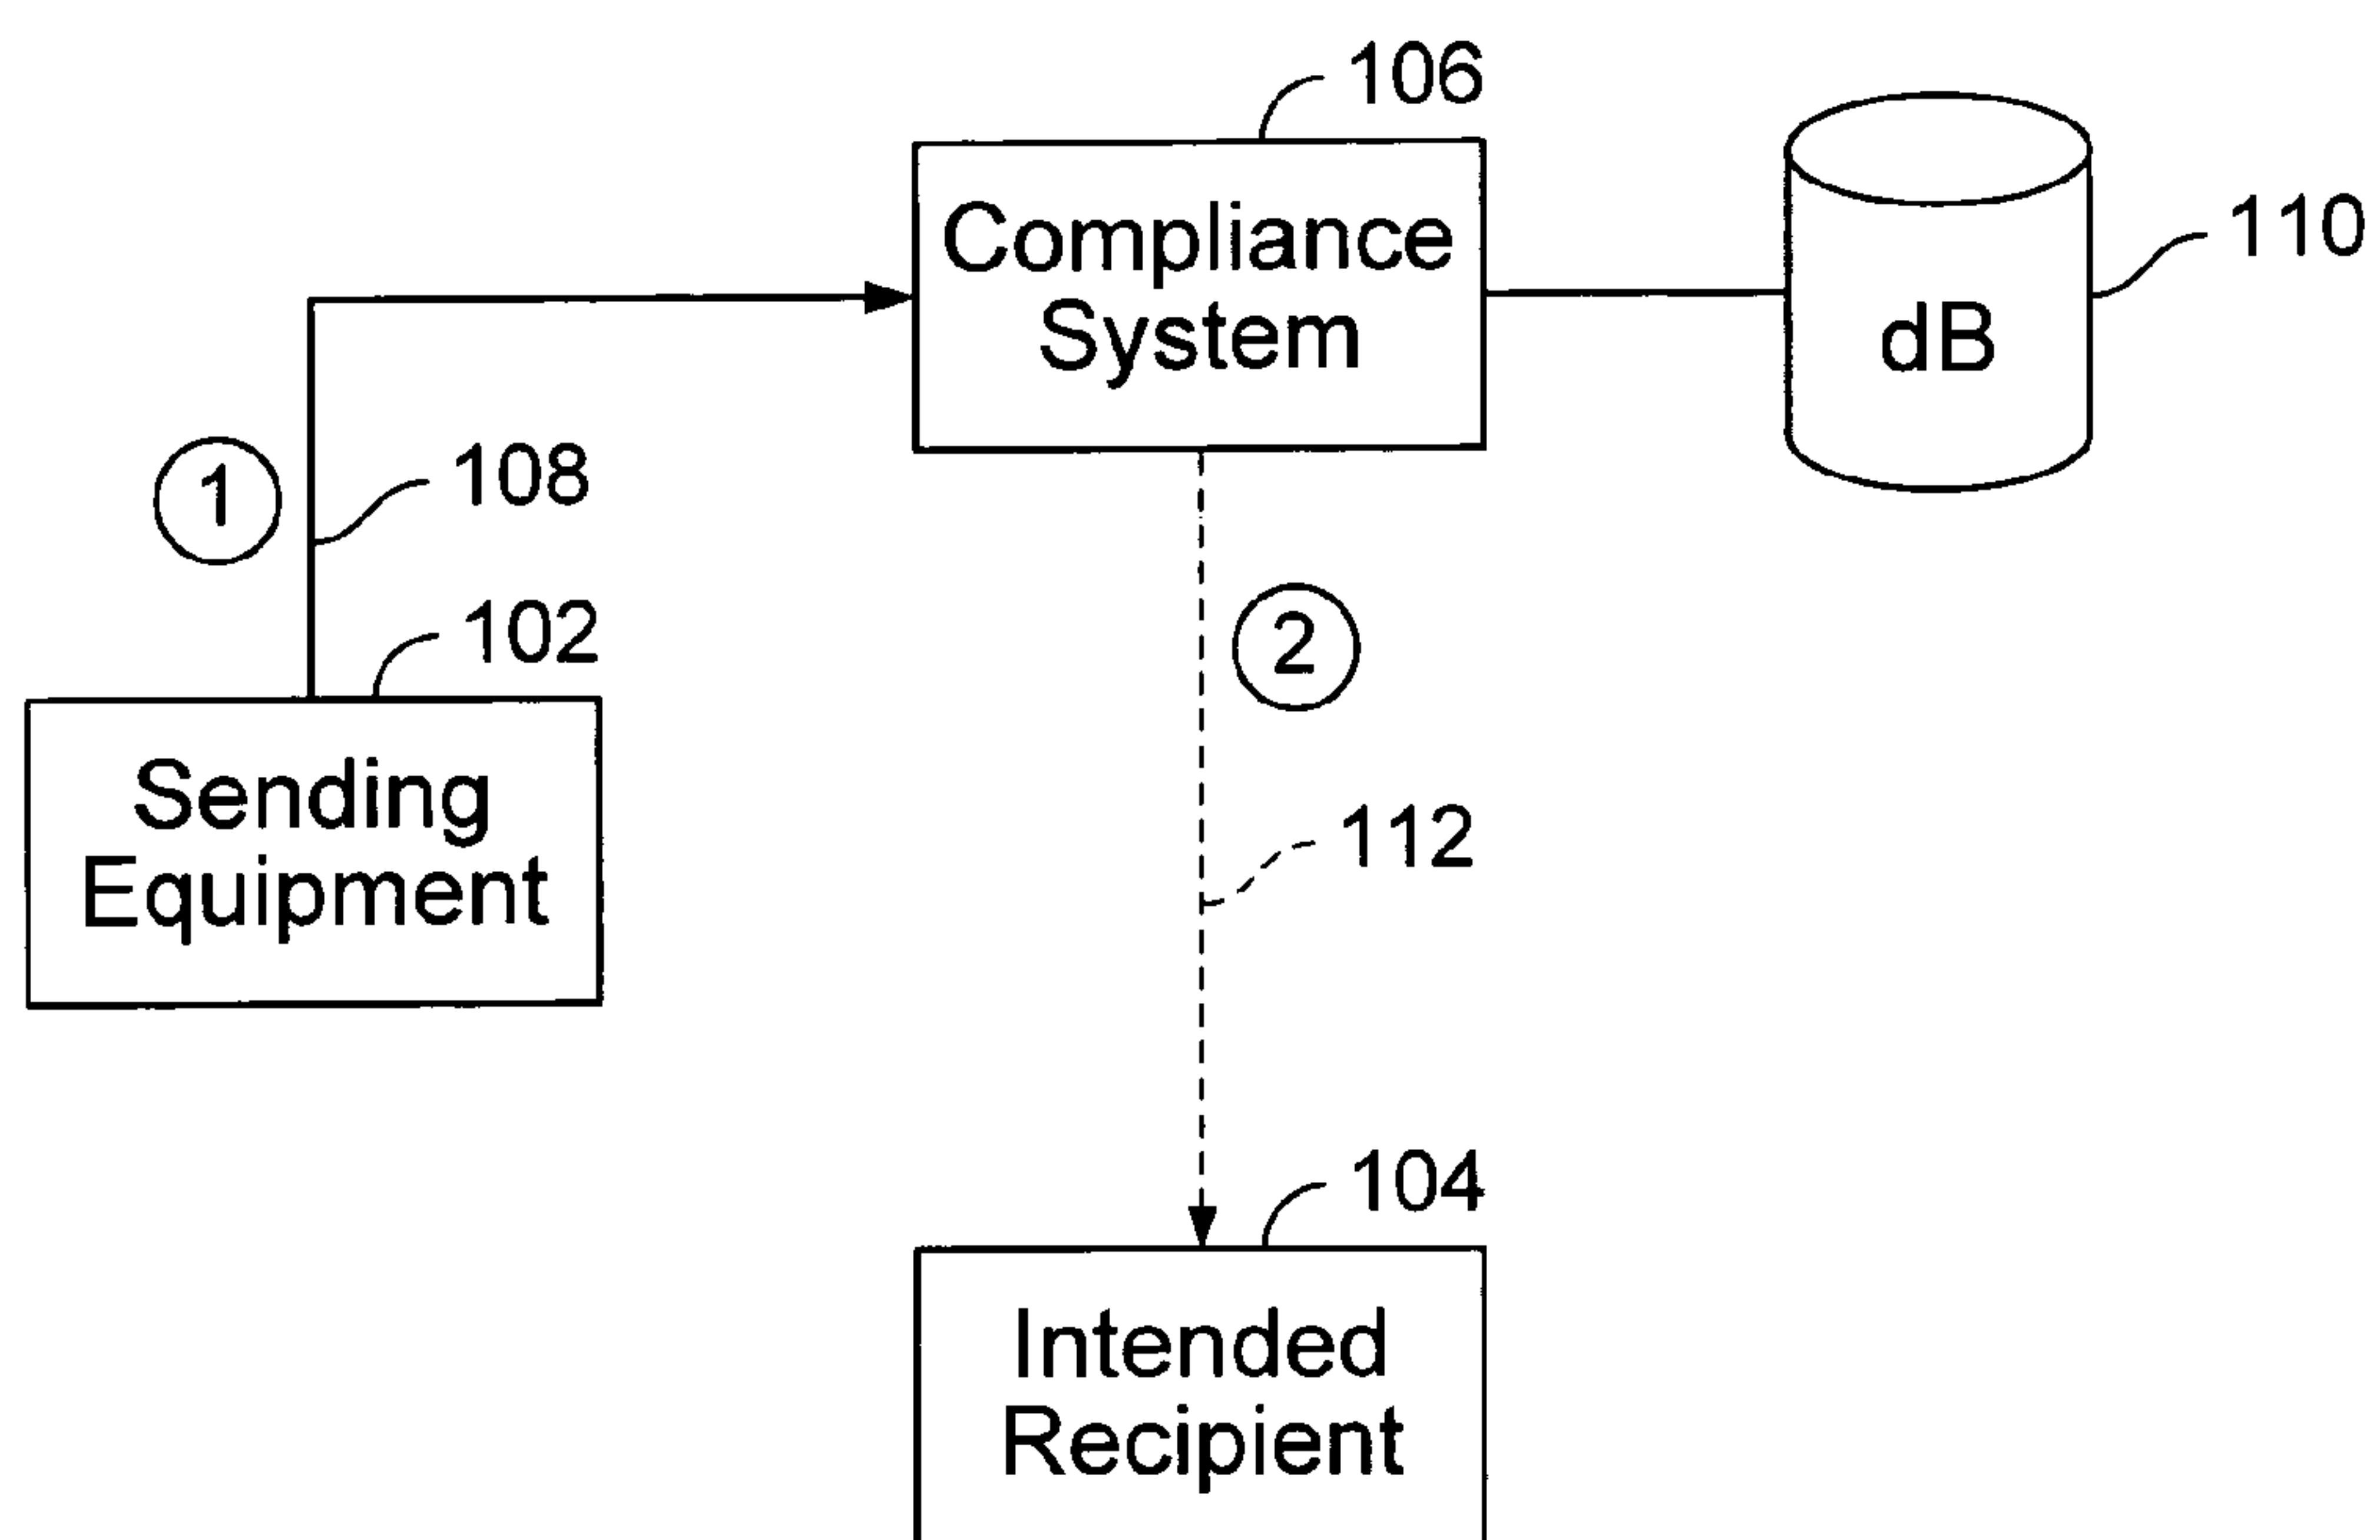 106
Compliance
System
110
dB
1
108
102
2
Sending
Equipment
112
104
Intended
Recipient